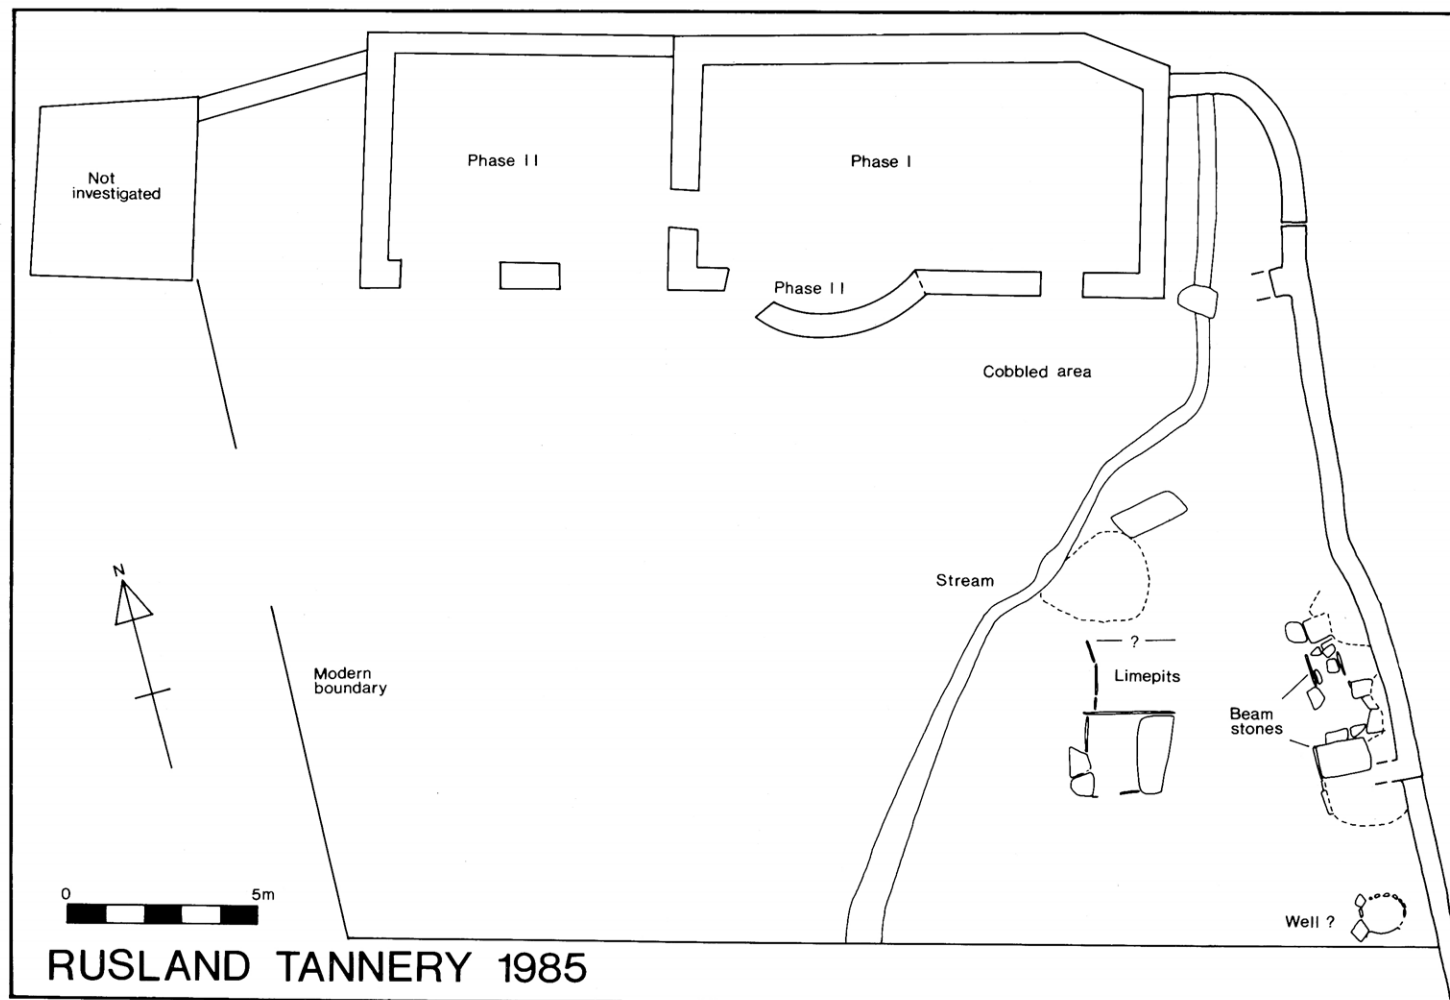 Not
investigated
Phase II
Phase I
Phase II
Cobbled area
N
Stream
?
Limepits
Modern
boundary
Beam
stones
0 5m
Well ?
RUSLAND TANNERY 1985